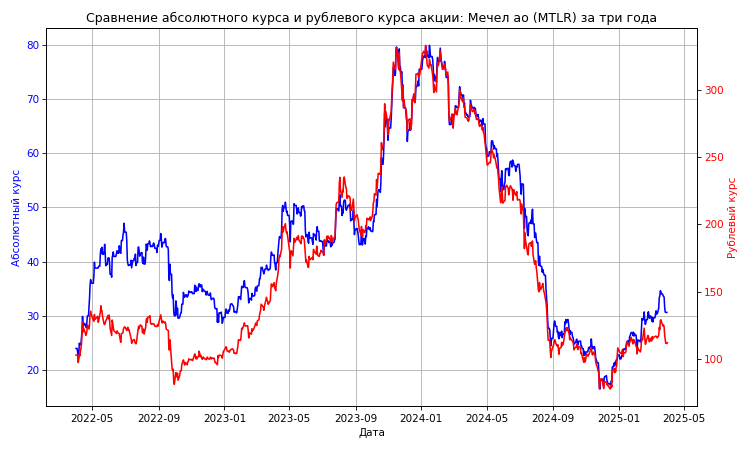 Сравнение абсолютного курса и рублевого курса акции: Мечел ао (MTLR) за три года
80
70
60
50
40
30
20
Абсолютный курс
300
250
200
150
100
Рублевый курс
2022-05 2022-09 2023-01 2023-05 2023-09 2024-01 2024-05 2024-09 2025-01 2025-05
Дата